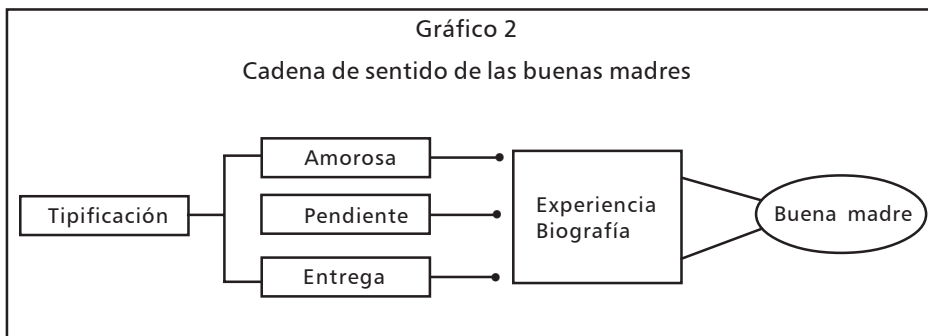 Gráfico 2
Cadena de sentido de las buenas madres
Amorosa
Tipificación
Pendiente
Entrega
Experiencia
Biografía
Buena madre